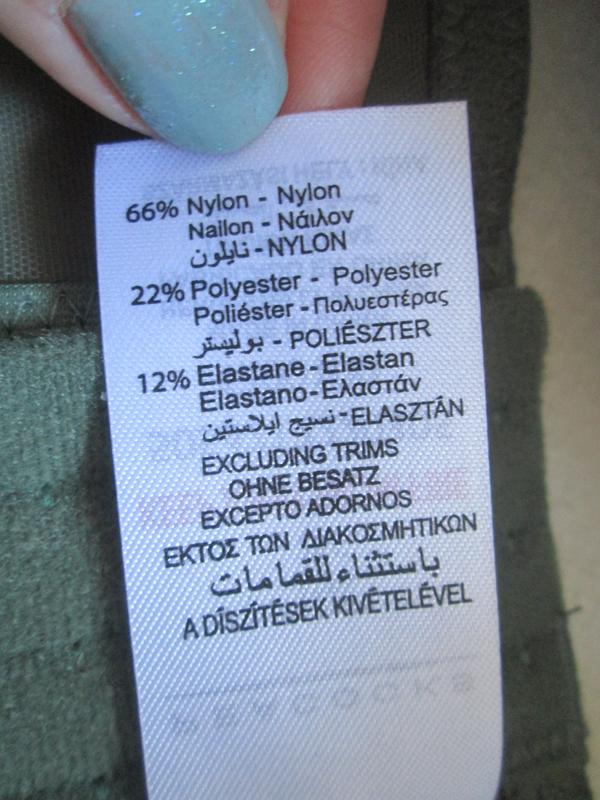 66% Nylon - Nylon
Nailon - Νάιλον
نايلون - NYLON
22% Polyester - Polyester
Poliéster - Πολυεστέρας
بوليستر - POLIÉSZTER
12% Elastane - Elastan
Elastano - Ελαστάν
نسيج ايلاستين - ELASZTÁN
EXCLUDING TRIMS
OHNE BESATZ
EXCEPTO ADORNOS
ΕΚΤΟΣ ΤΩΝ ΔΙΑΚΟΣΜΗΤΙΚΩΝ
باستثناء للقمامات
A DÍSZÍTÉSEK KIVÉTELÉVEL